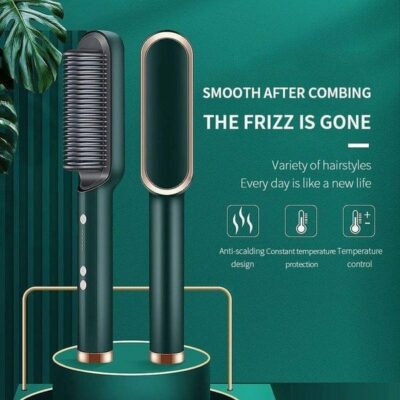 SMOOTH AFTER COMBING
THE FRIZZ IS GONE
Variety of hairstyles
Every day is like a new life
Anti-scalding
design
Constant temperature
protection
Temperature
control